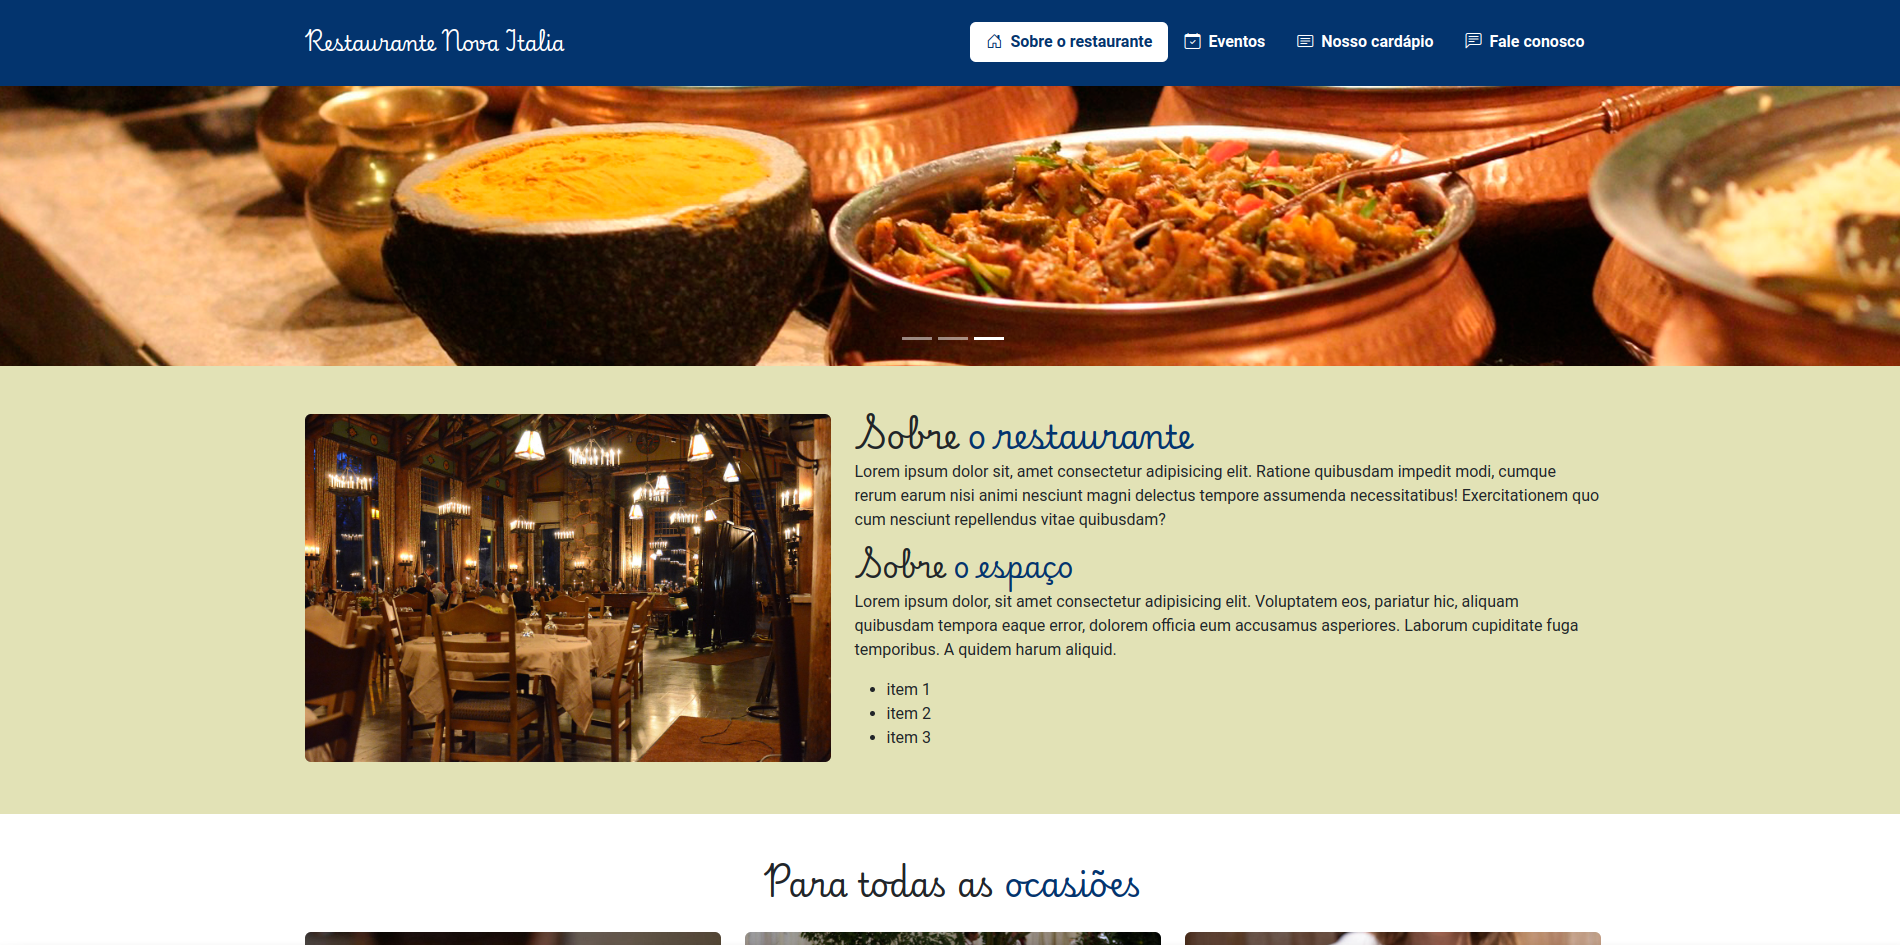 Restaurante Nova Italia
Sobre o restaurante
Eventos
Nosso cardápio
Fale conosco
Sobre o restaurante
Lorem ipsum dolor sit, amet consectetur adipisicing elit. Ratione quibusdam impedit modi, cumque
rerum earum nisi animi nesciunt magni delectus tempore assumenda necessitatibus! Exercitationem quo
cum nesciunt repellendus vitae quibusdam?
Sobre o espaço
Lorem ipsum dolor, sit amet consectetur adipisicing elit. Voluptatem eos, pariatur hic, aliquam
quibusdam tempora eaque error, dolorem officia eum accusamus asperiores. Laborum cupiditate fuga
temporibus. A quidem harum aliquid.
• item 1
• item 2
• item 3
Para todas as ocasiões